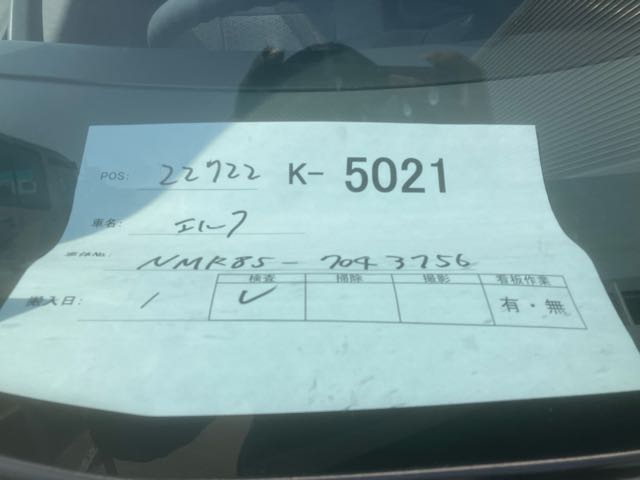 POS: 22722 K- 5021
車名: エルフ
車体No. NMR85-7043756
搬入日: 1
検査 掃除 撮影 看板作業
✓ 有・無